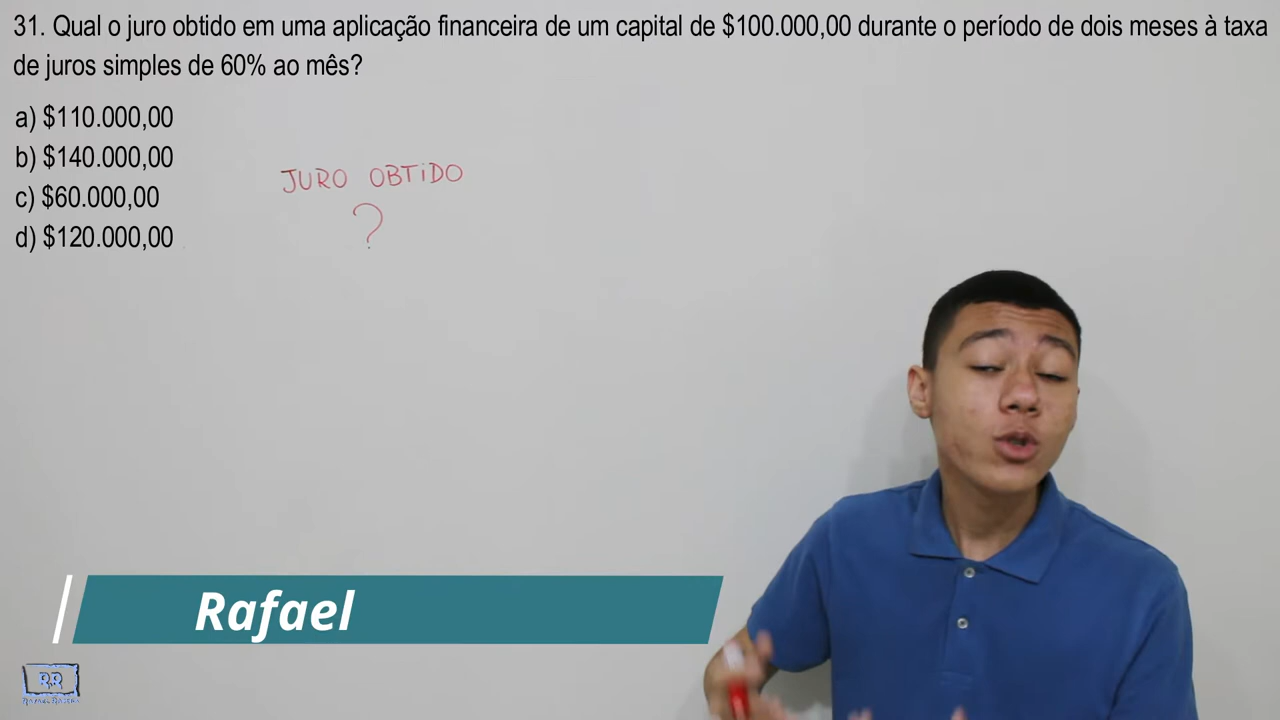 31. Qual o juro obtido em uma aplicação financeira de um capital de $100.000,00 durante o período de dois meses à taxa
de juros simples de 60% ao mês?
a) $110.000,00
b) $140.000,00
c) $60.000,00
d) $120.000,00
JURO OBTIDO
?
Rafael
RR